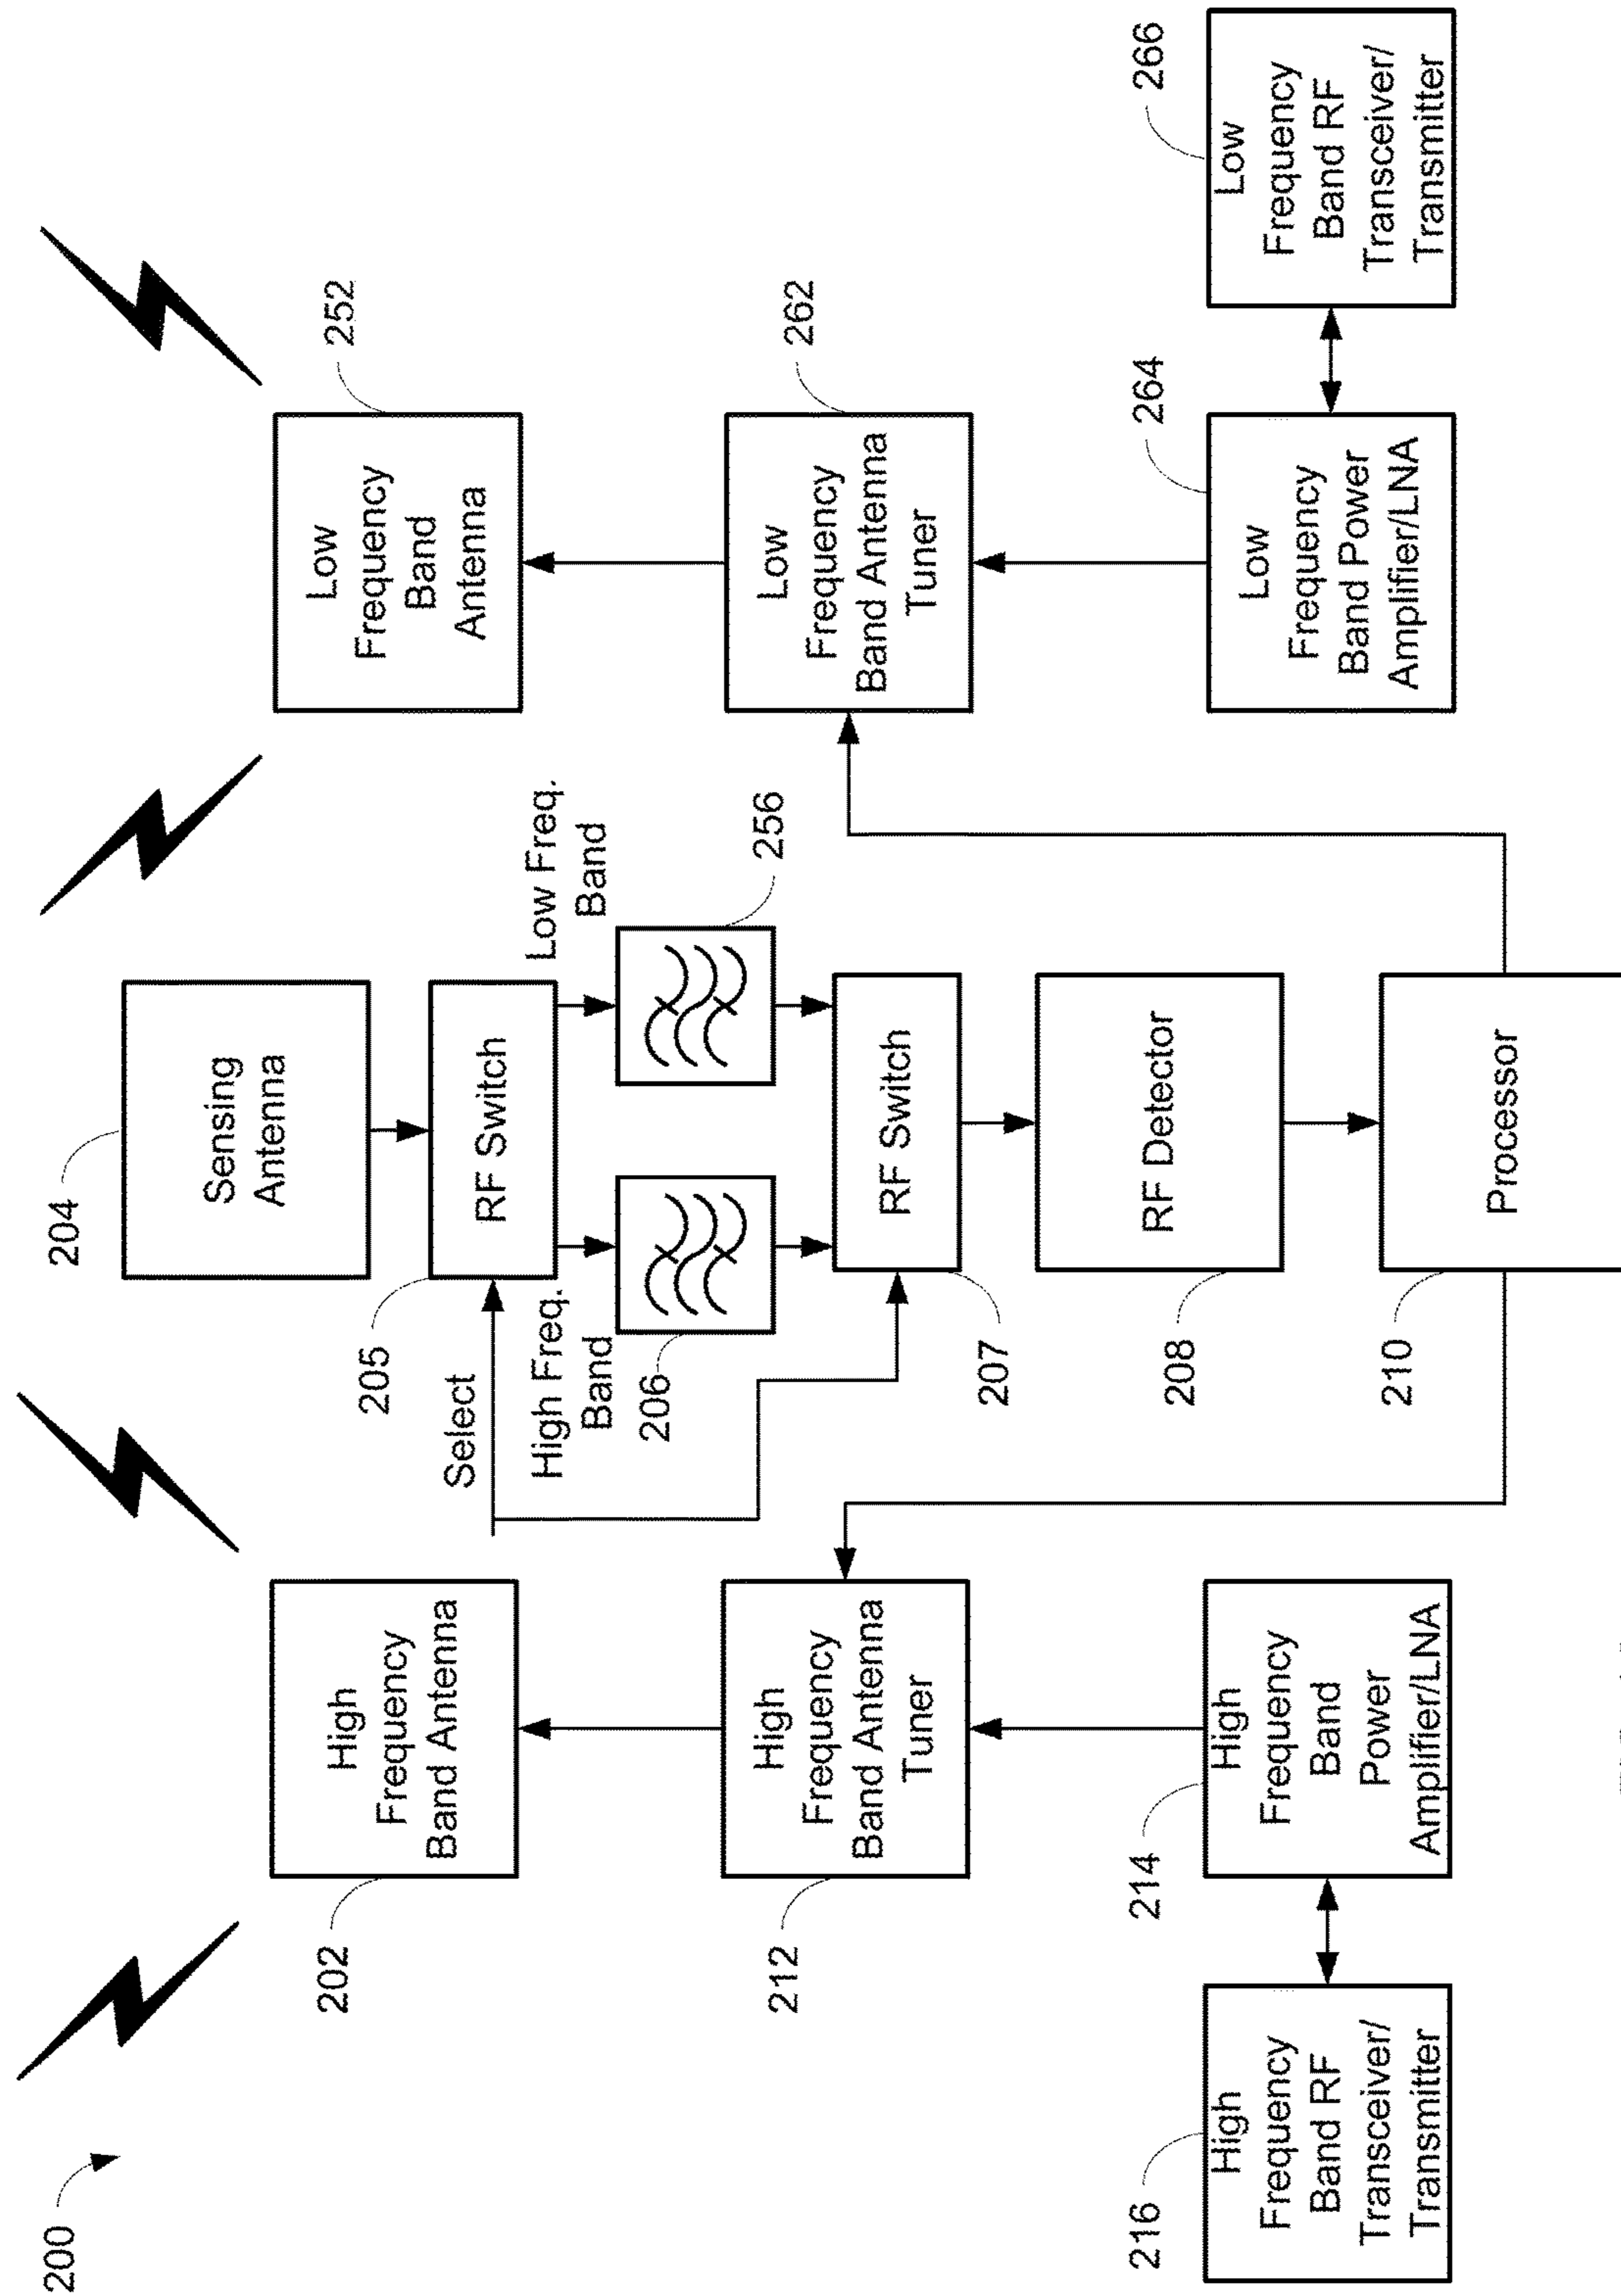 200
204
Sensing
Antenna
202
High
Frequency
Band Antenna
252
Low
Frequency
Band
Antenna
205
Select
RF Switch
High Freq.
Band
Low Freq.
Band
206
256
212
High
Frequency
Band Antenna
Tuner
207
RF Switch
262
Low
Frequency
Band Antenna
Tuner
208
RF Detector
216
High
Frequency
Band RF
Transceiver/
Transmitter
214
High
Frequency
Band
Power
Amplifier/LNA
210
Processor
264
Low
Frequency
Band Power
Amplifier/LNA
266
Low
Frequency
Band RF
Transceiver/
Transmitter